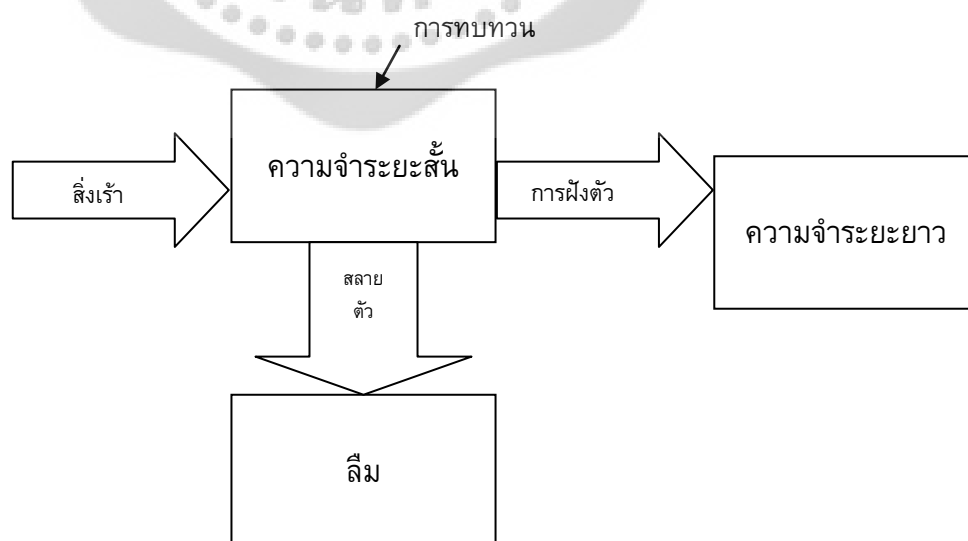 การทบทวน
ความจำระยะสั้น
สิ่งเร้า
การฝังตัว
ความจำระยะยาว
สลาย
ตัว
ลืม